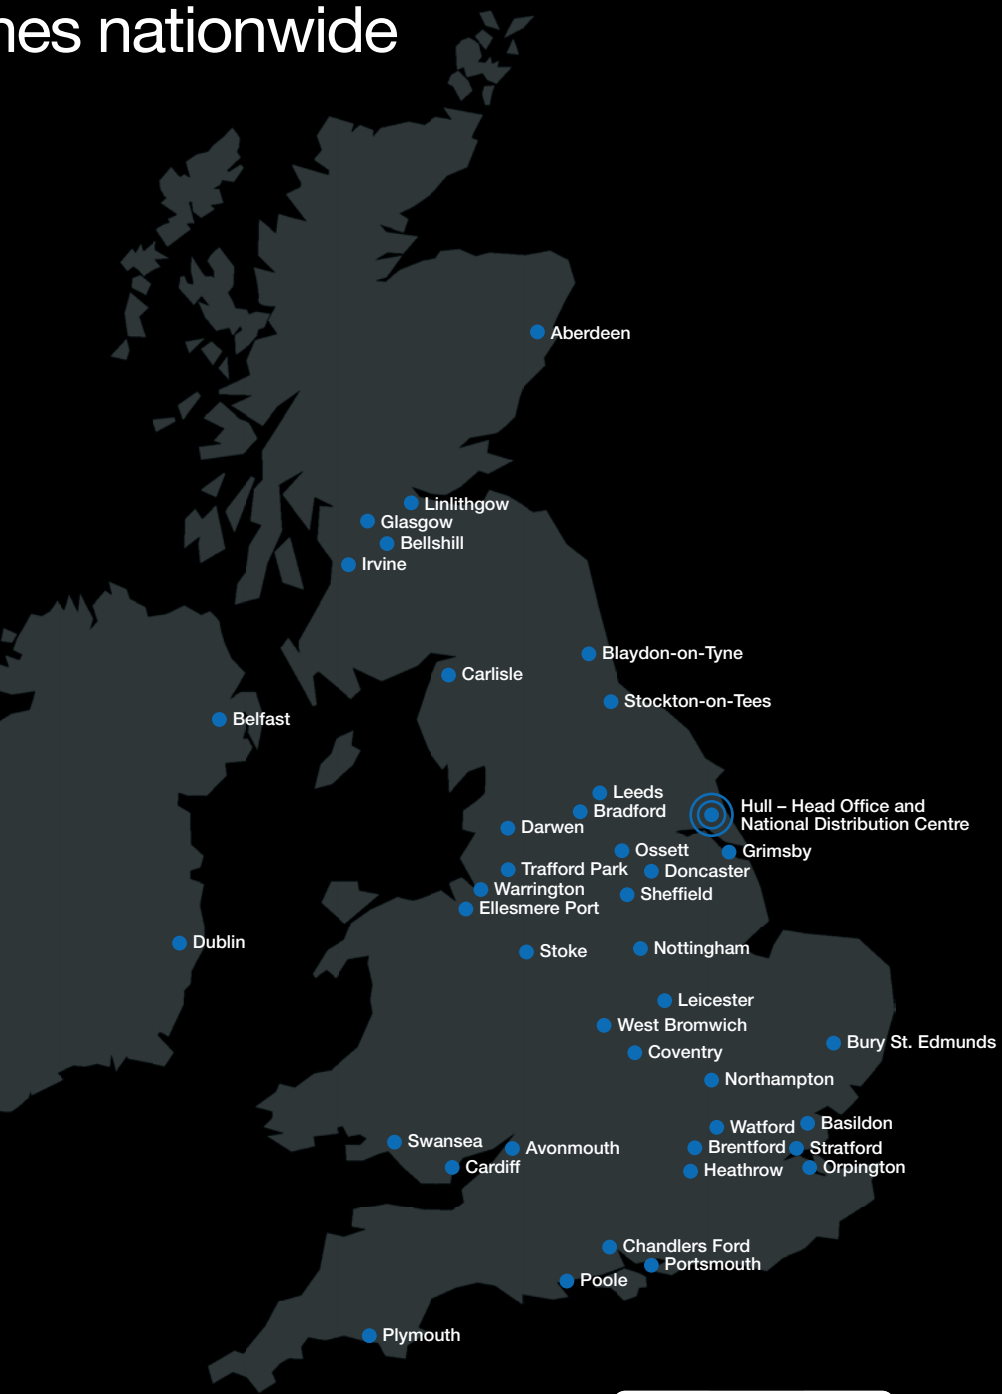 nes nationwide
Aberdeen
Linlithgow
Glasgow
Bellshill
Irvine
Blaydon-on-Tyne
Carlisle
Stockton-on-Tees
Belfast
Leeds
Hull – Head Office and
National Distribution Centre
Bradford
Darwen
Ossett
Grimsby
Trafford Park
Doncaster
Warrington
Sheffield
Ellesmere Port
Dublin
Stoke
Nottingham
Leicester
West Bromwich
Bury St. Edmunds
Coventry
Northampton
Basildon
Watford
Swansea
Avonmouth
Brentford
Stratford
Cardiff
Heathrow
Orpington
Chandlers Ford
Portsmouth
Poole
Plymouth